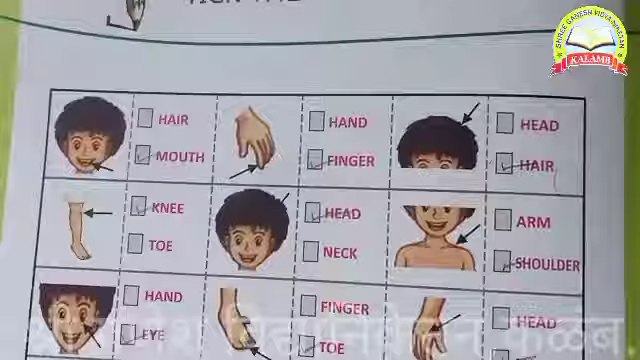 SHREE GANESH VIDYANIKETAN
KALAMB
HAIR
MOUTH
HAND
FINGER
HEAD
HAIR
KNEE
TOE
HEAD
NECK
ARM
SHOULDER
HAND
EYE
FINGER
TOE
HEAD